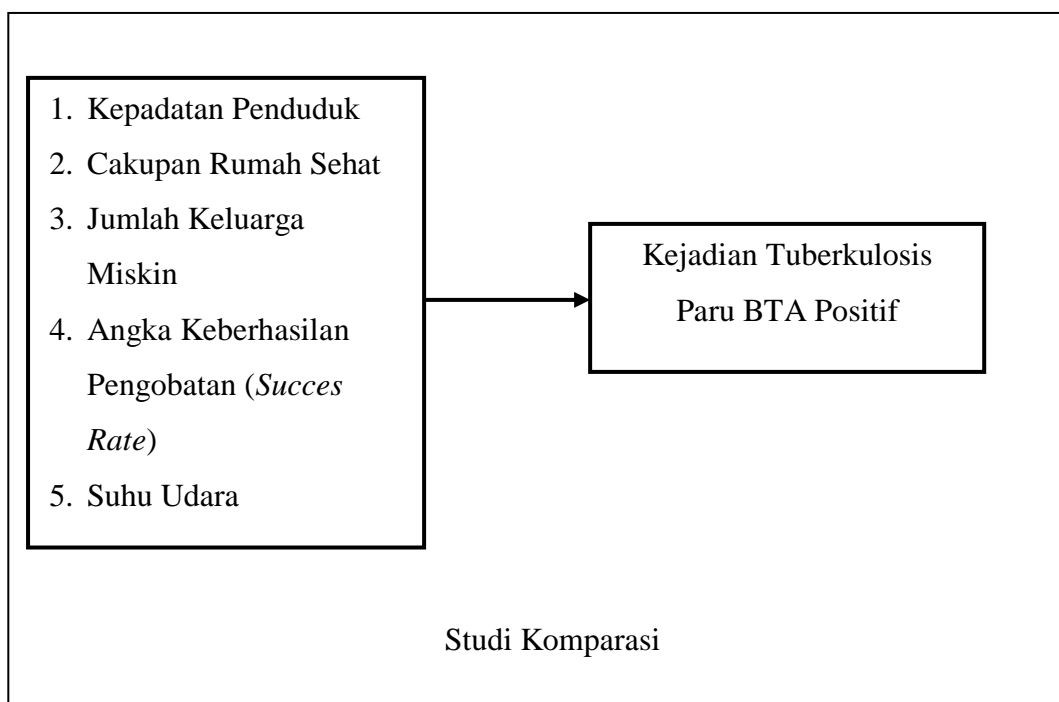 1. Kepadatan Penduduk
2. Cakupan Rumah Sehat
3. Jumlah Keluarga
Miskin
4. Angka Keberhasilan
Pengobatan (Succes
Rate)
5. Suhu Udara
Kejadian Tuberkulosis
Paru BTA Positif
Studi Komparasi